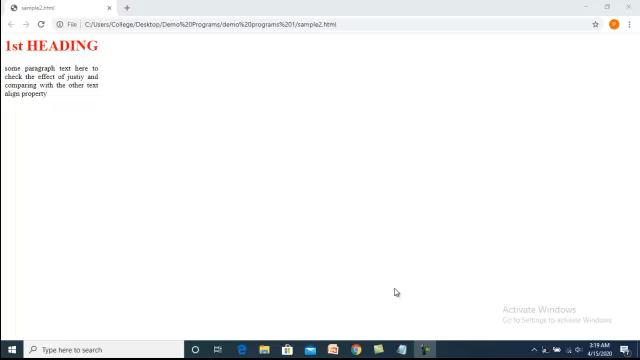 sample2.html
File
C:/Users/College/Desktop/Demo%20Programs/demo%20programs%201/sample2.html
1st HEADING
some paragraph text here to
check the effect of justiy and
comparing with the other text
align property
Activate Windows
Go to Settings to activate Windows.
Type here to search
3:19 AM
4/15/2020